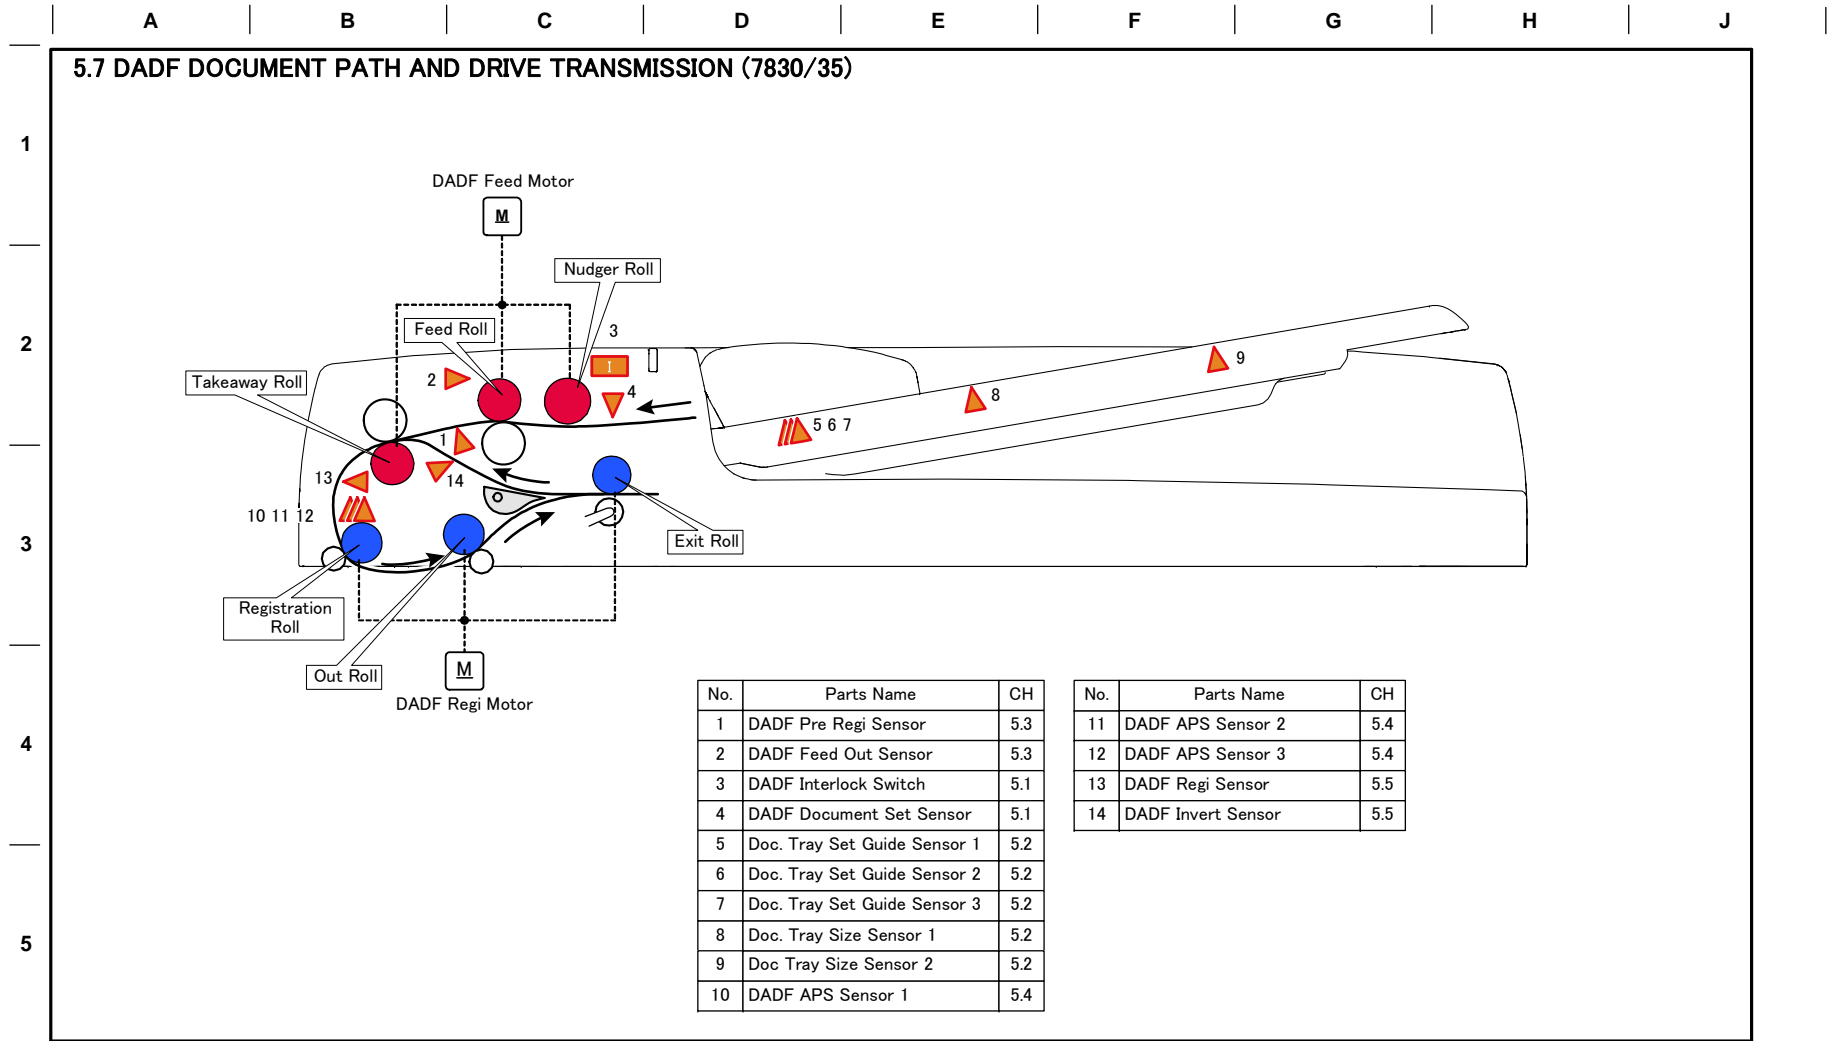 A B C D E F G H J
5.7 DADF DOCUMENT PATH AND DRIVE TRANSMISSION (7830/35)
1
DADF Feed Motor
M
Nudger Roll
Feed Roll
3
2
I
9
Takeaway Roll
2
4
8
5 6 7
1
13
14
10 11 12
3
Exit Roll
Registration
Roll
Out Roll
M
DADF Regi Motor
4
5
No. Parts Name CH
1 DADF Pre Regi Sensor 5.3
2 DADF Feed Out Sensor 5.3
3 DADF Interlock Switch 5.1
4 DADF Document Set Sensor 5.1
5 Doc. Tray Set Guide Sensor 1 5.2
6 Doc. Tray Set Guide Sensor 2 5.2
7 Doc. Tray Set Guide Sensor 3 5.2
8 Doc. Tray Size Sensor 1 5.2
9 Doc Tray Size Sensor 2 5.2
10 DADF APS Sensor 1 5.4
No. Parts Name CH
11 DADF APS Sensor 2 5.4
12 DADF APS Sensor 3 5.4
13 DADF Regi Sensor 5.5
14 DADF Invert Sensor 5.5